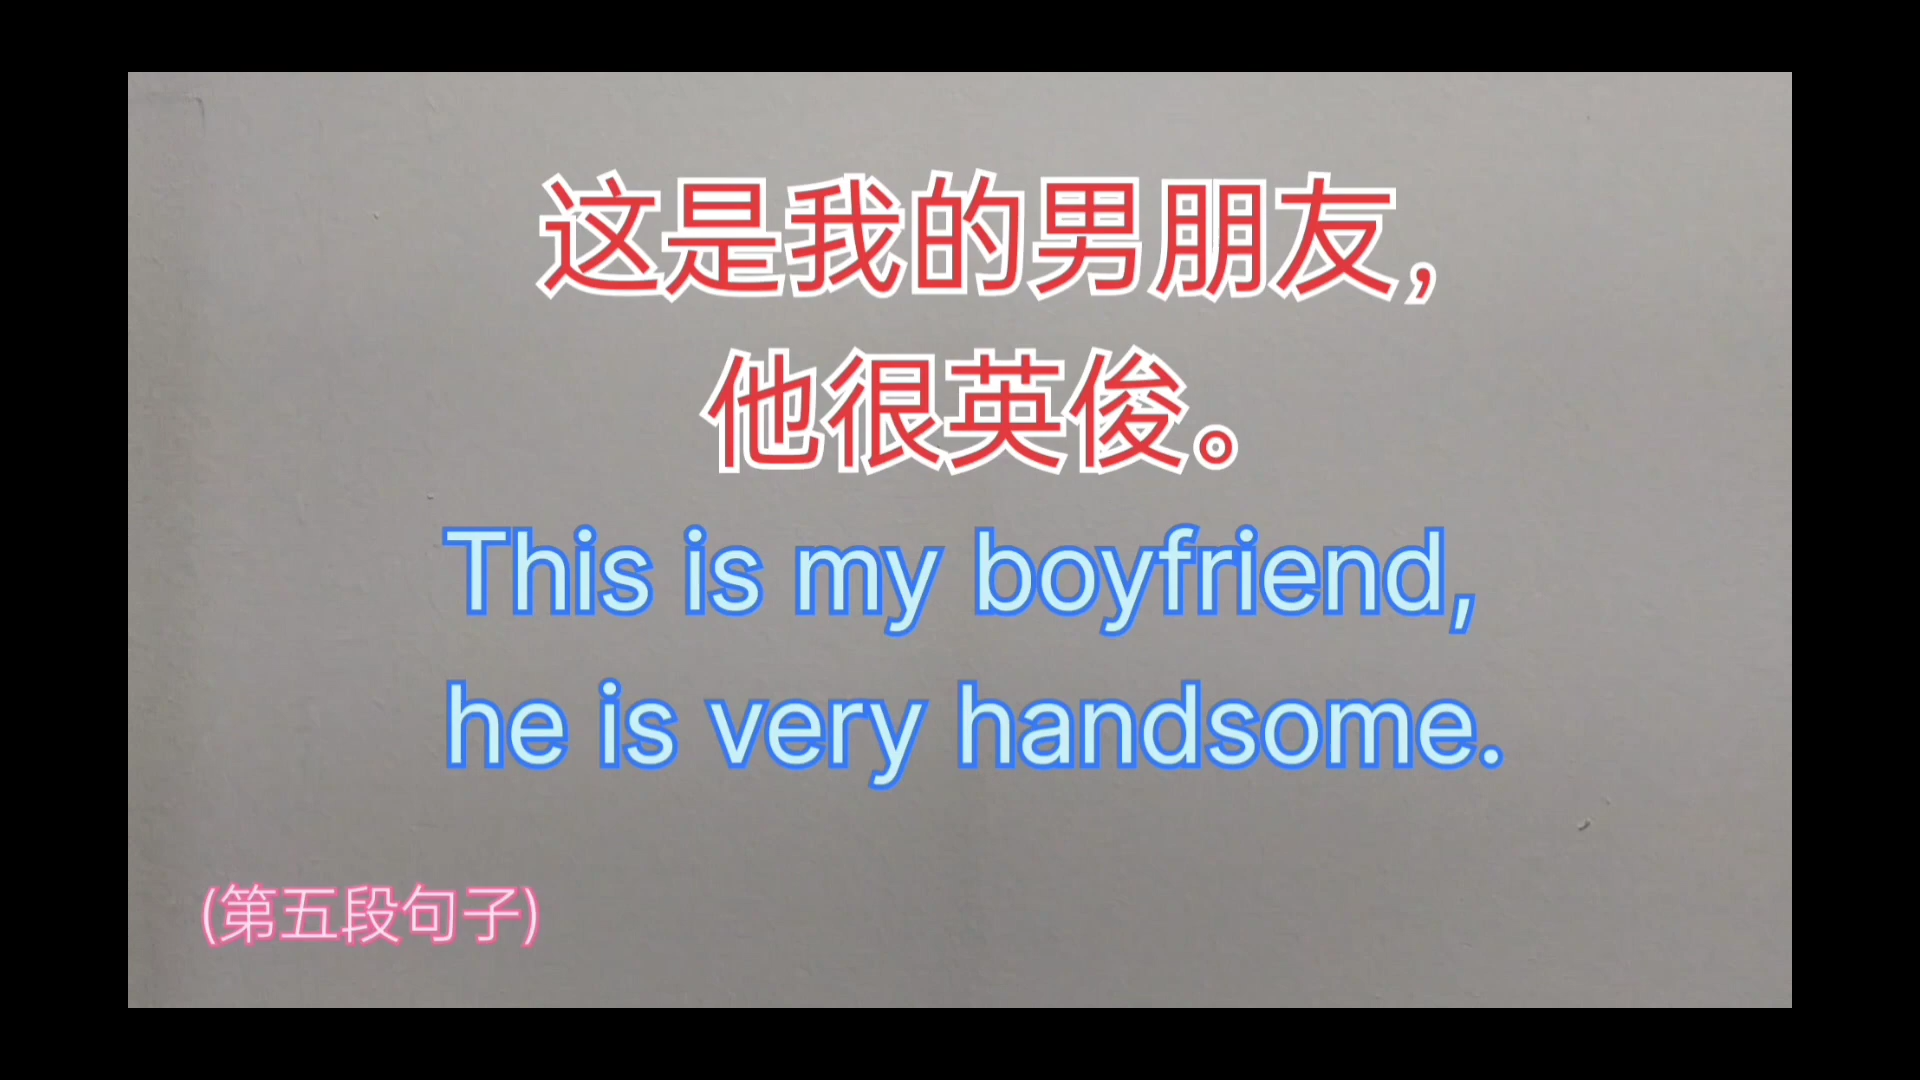 这是我的男朋友，
他很英俊。
This is my boyfriend,
he is very handsome.
(第五段句子)